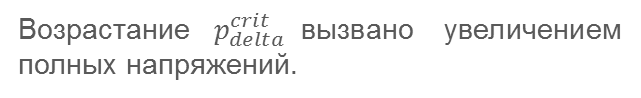 Возрастание $p_{delta}^{crit}$ вызвано увеличением
полных напряжений.